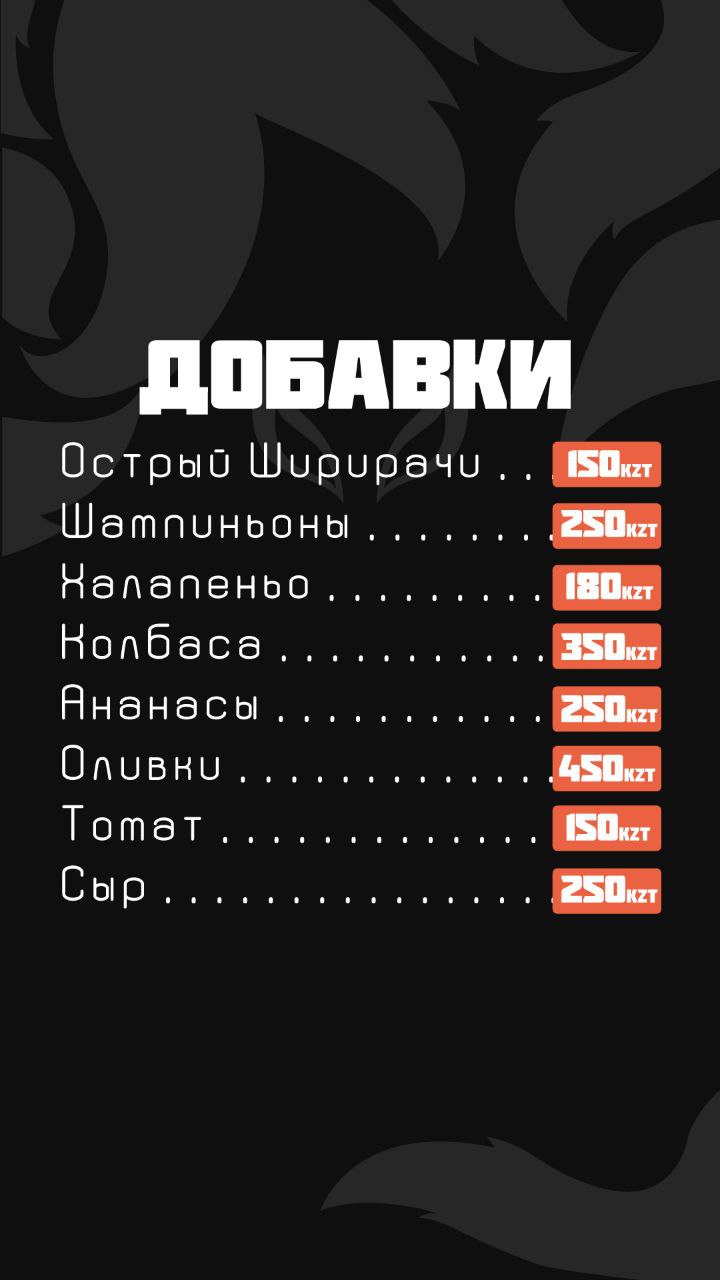 ДОБАВКИ
Острый Шрирачи . . . 150KZT
Шампиньоны . . . . . . . . 250KZT
Халапеньо . . . . . . . . . 180KZT
Колбаса . . . . . . . . . . . 350KZT
Ананасы . . . . . . . . . . . 250KZT
Оливки . . . . . . . . . . . . . 450KZT
Томат . . . . . . . . . . . . . 150KZT
Сыр . . . . . . . . . . . . . . . . 250KZT